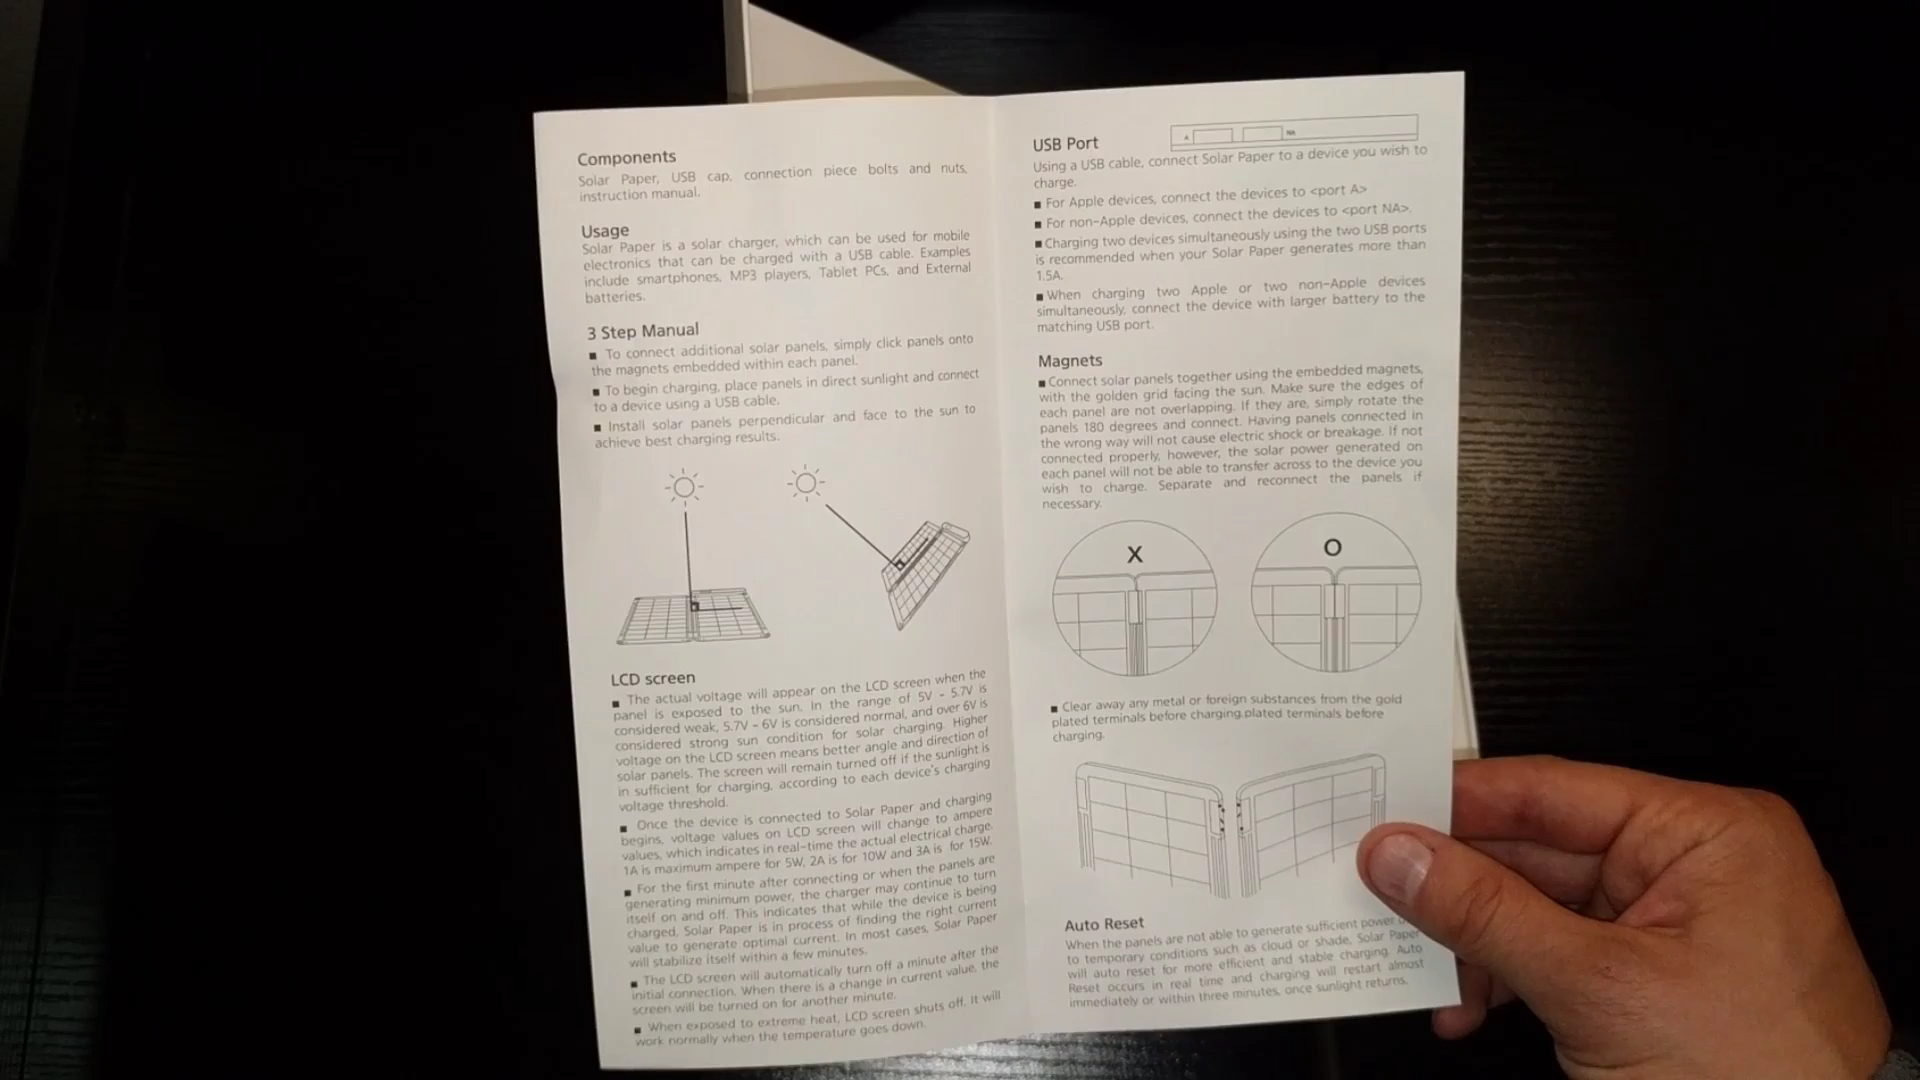 Components
Solar Paper, USB cap, connection piece bolts and nuts,
instruction manual.
Usage
Solar Paper is a solar charger, which can be used for mobile
electronics that can be charged with a USB cable. Examples
include smartphones, MP3 players, Tablet PCs, and External
batteries.
3 Step Manual
■ To connect additional solar panels, simply click panels onto
the magnets embedded within each panel.
■ To begin charging, place panels in direct sunlight and connect
to a device using a USB cable.
■ Install solar panels perpendicular and face to the sun to
achieve best charging results.
LCD screen
■ The actual voltage will appear on the LCD screen when the
panel is exposed to the sun. In the range of 5V - 5.7V is
considered weak, 5.7V - 6V is considered normal, and over 6V is
considered strong sun condition for solar charging. Higher
voltage on the LCD screen means better angle and direction of
solar panels. The screen will remain turned off if the sunlight is
in sufficient for charging, according to each device's charging
voltage threshold.
■ Once the device is connected to Solar Paper and charging
begins, voltage values on LCD screen will change to ampere
values, which indicates in real-time the actual electrical charge.
1A is maximum ampere for 5W, 2A is for 10W and 3A is for 15W.
■ For the first minute after connecting or when the panels are
generating minimum power, the charger may continue to turn
itself on and off. This indicates that while the device is being
charged, Solar Paper is in process of finding the right current
value to generate optimal current. In most cases, Solar Paper
will stabilize itself within a few minutes.
■ The LCD screen will automatically turn off a minute after the
initial connection. When there is a change in current value, the
screen will be turned on for another minute.
■ When exposed to extreme heat, LCD screen shuts off. It will
work normally when the temperature goes down.
USB Port
A NA
Using a USB cable, connect Solar Paper to a device you wish to
charge.
■ For Apple devices, connect the devices to <port A>
■ For non-Apple devices, connect the devices to <port NA>.
■ Charging two devices simultaneously using the two USB ports
is recommended when your Solar Paper generates more than
1.5A.
■ When charging two Apple or two non-Apple devices
simultaneously, connect the device with larger battery to the
matching USB port.
Magnets
■ Connect solar panels together using the embedded magnets,
with the golden grid facing the sun. Make sure the edges of
each panel are not overlapping. If they are, simply rotate the
panels 180 degrees and connect. Having panels connected in
the wrong way will not cause electric shock or breakage. If not
connected properly, however, the solar power generated on
each panel will not be able to transfer across to the device you
wish to charge. Separate and reconnect the panels if
necessary.
X O
■ Clear away any metal or foreign substances from the gold
plated terminals before charging.plated terminals before
charging.
Auto Reset
When the panels are not able to generate sufficient power
to temporary conditions such as cloud or shade, Solar Paper
will auto reset for more efficient and stable charging. Auto
Reset occurs in real time and charging will restart almost
immediately or within three minutes, once sunlight returns.